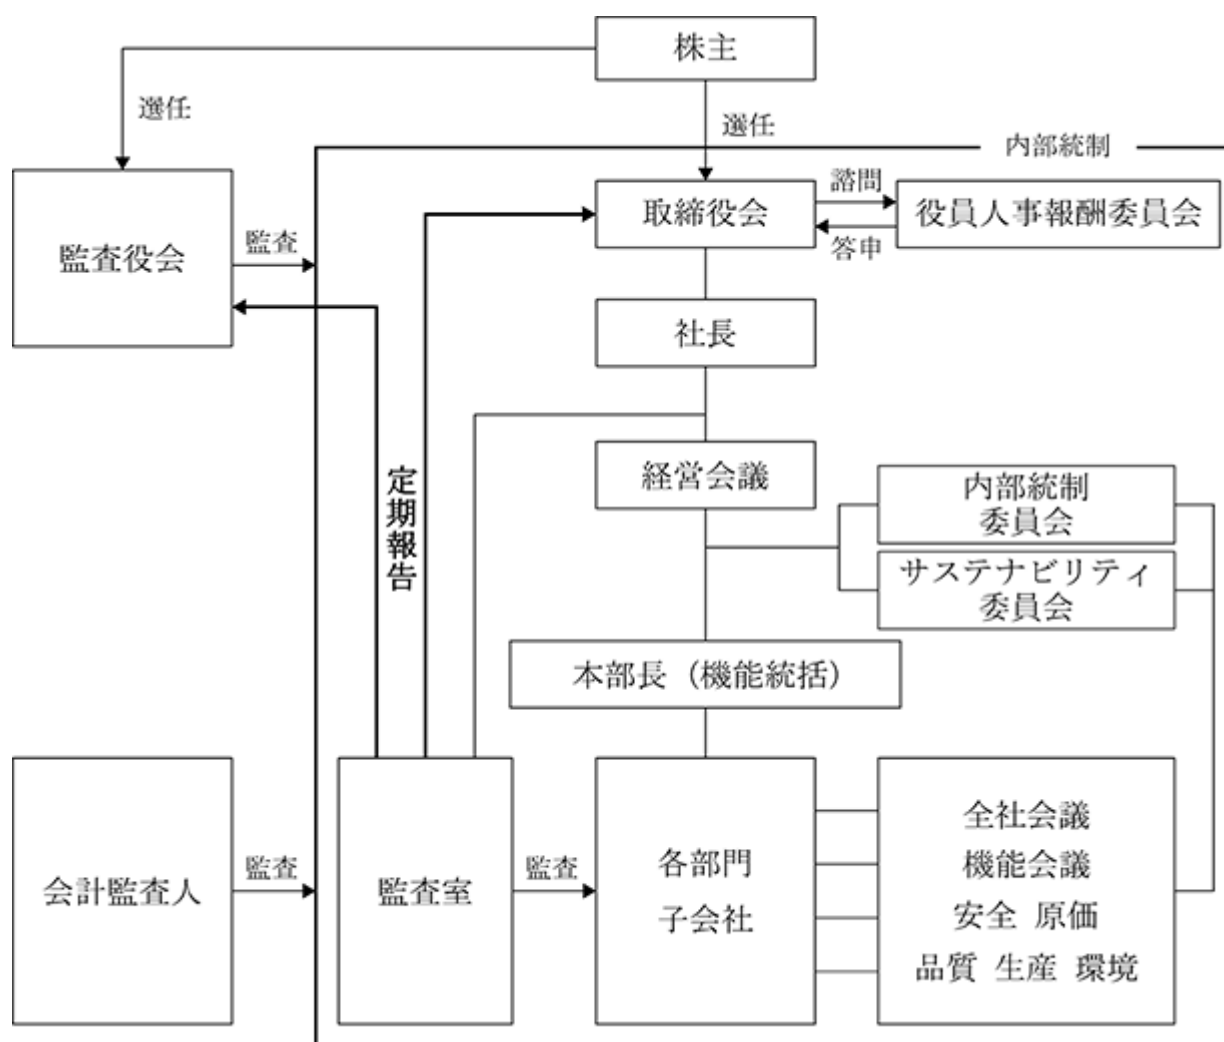 株主
選任
選任
内部統制
監査役会
監査
取締役会
諮問
答申
役員人事報酬委員会
社長
経営会議
定期報告
内部統制
委員会
サステナビリティ
委員会
本部長（機能統括）
会計監査人
監査
監査室
監査
各部門
子会社
全社会議
機能会議
安全 原価
品質 生産 環境